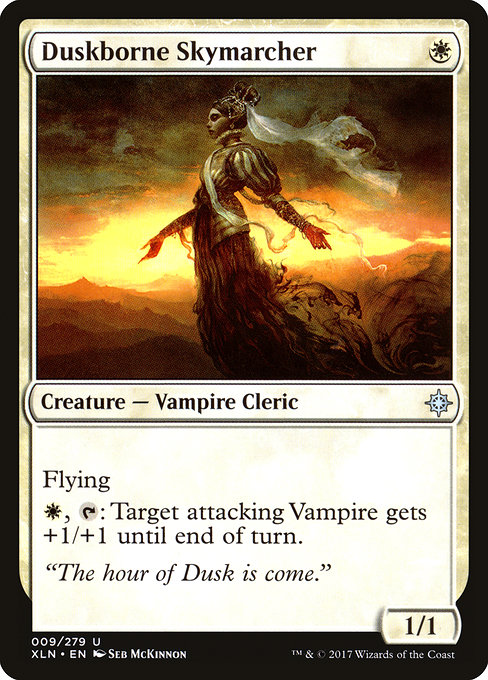 Duskborne Skymarcher
Creature — Vampire Cleric
Flying
, : Target attacking Vampire gets
+1/+1 until end of turn.
“The hour of Dusk is come.”
1/1
009/279 U
XLN • EN Seb McKinnon
™ & © 2017 Wizards of the Coast